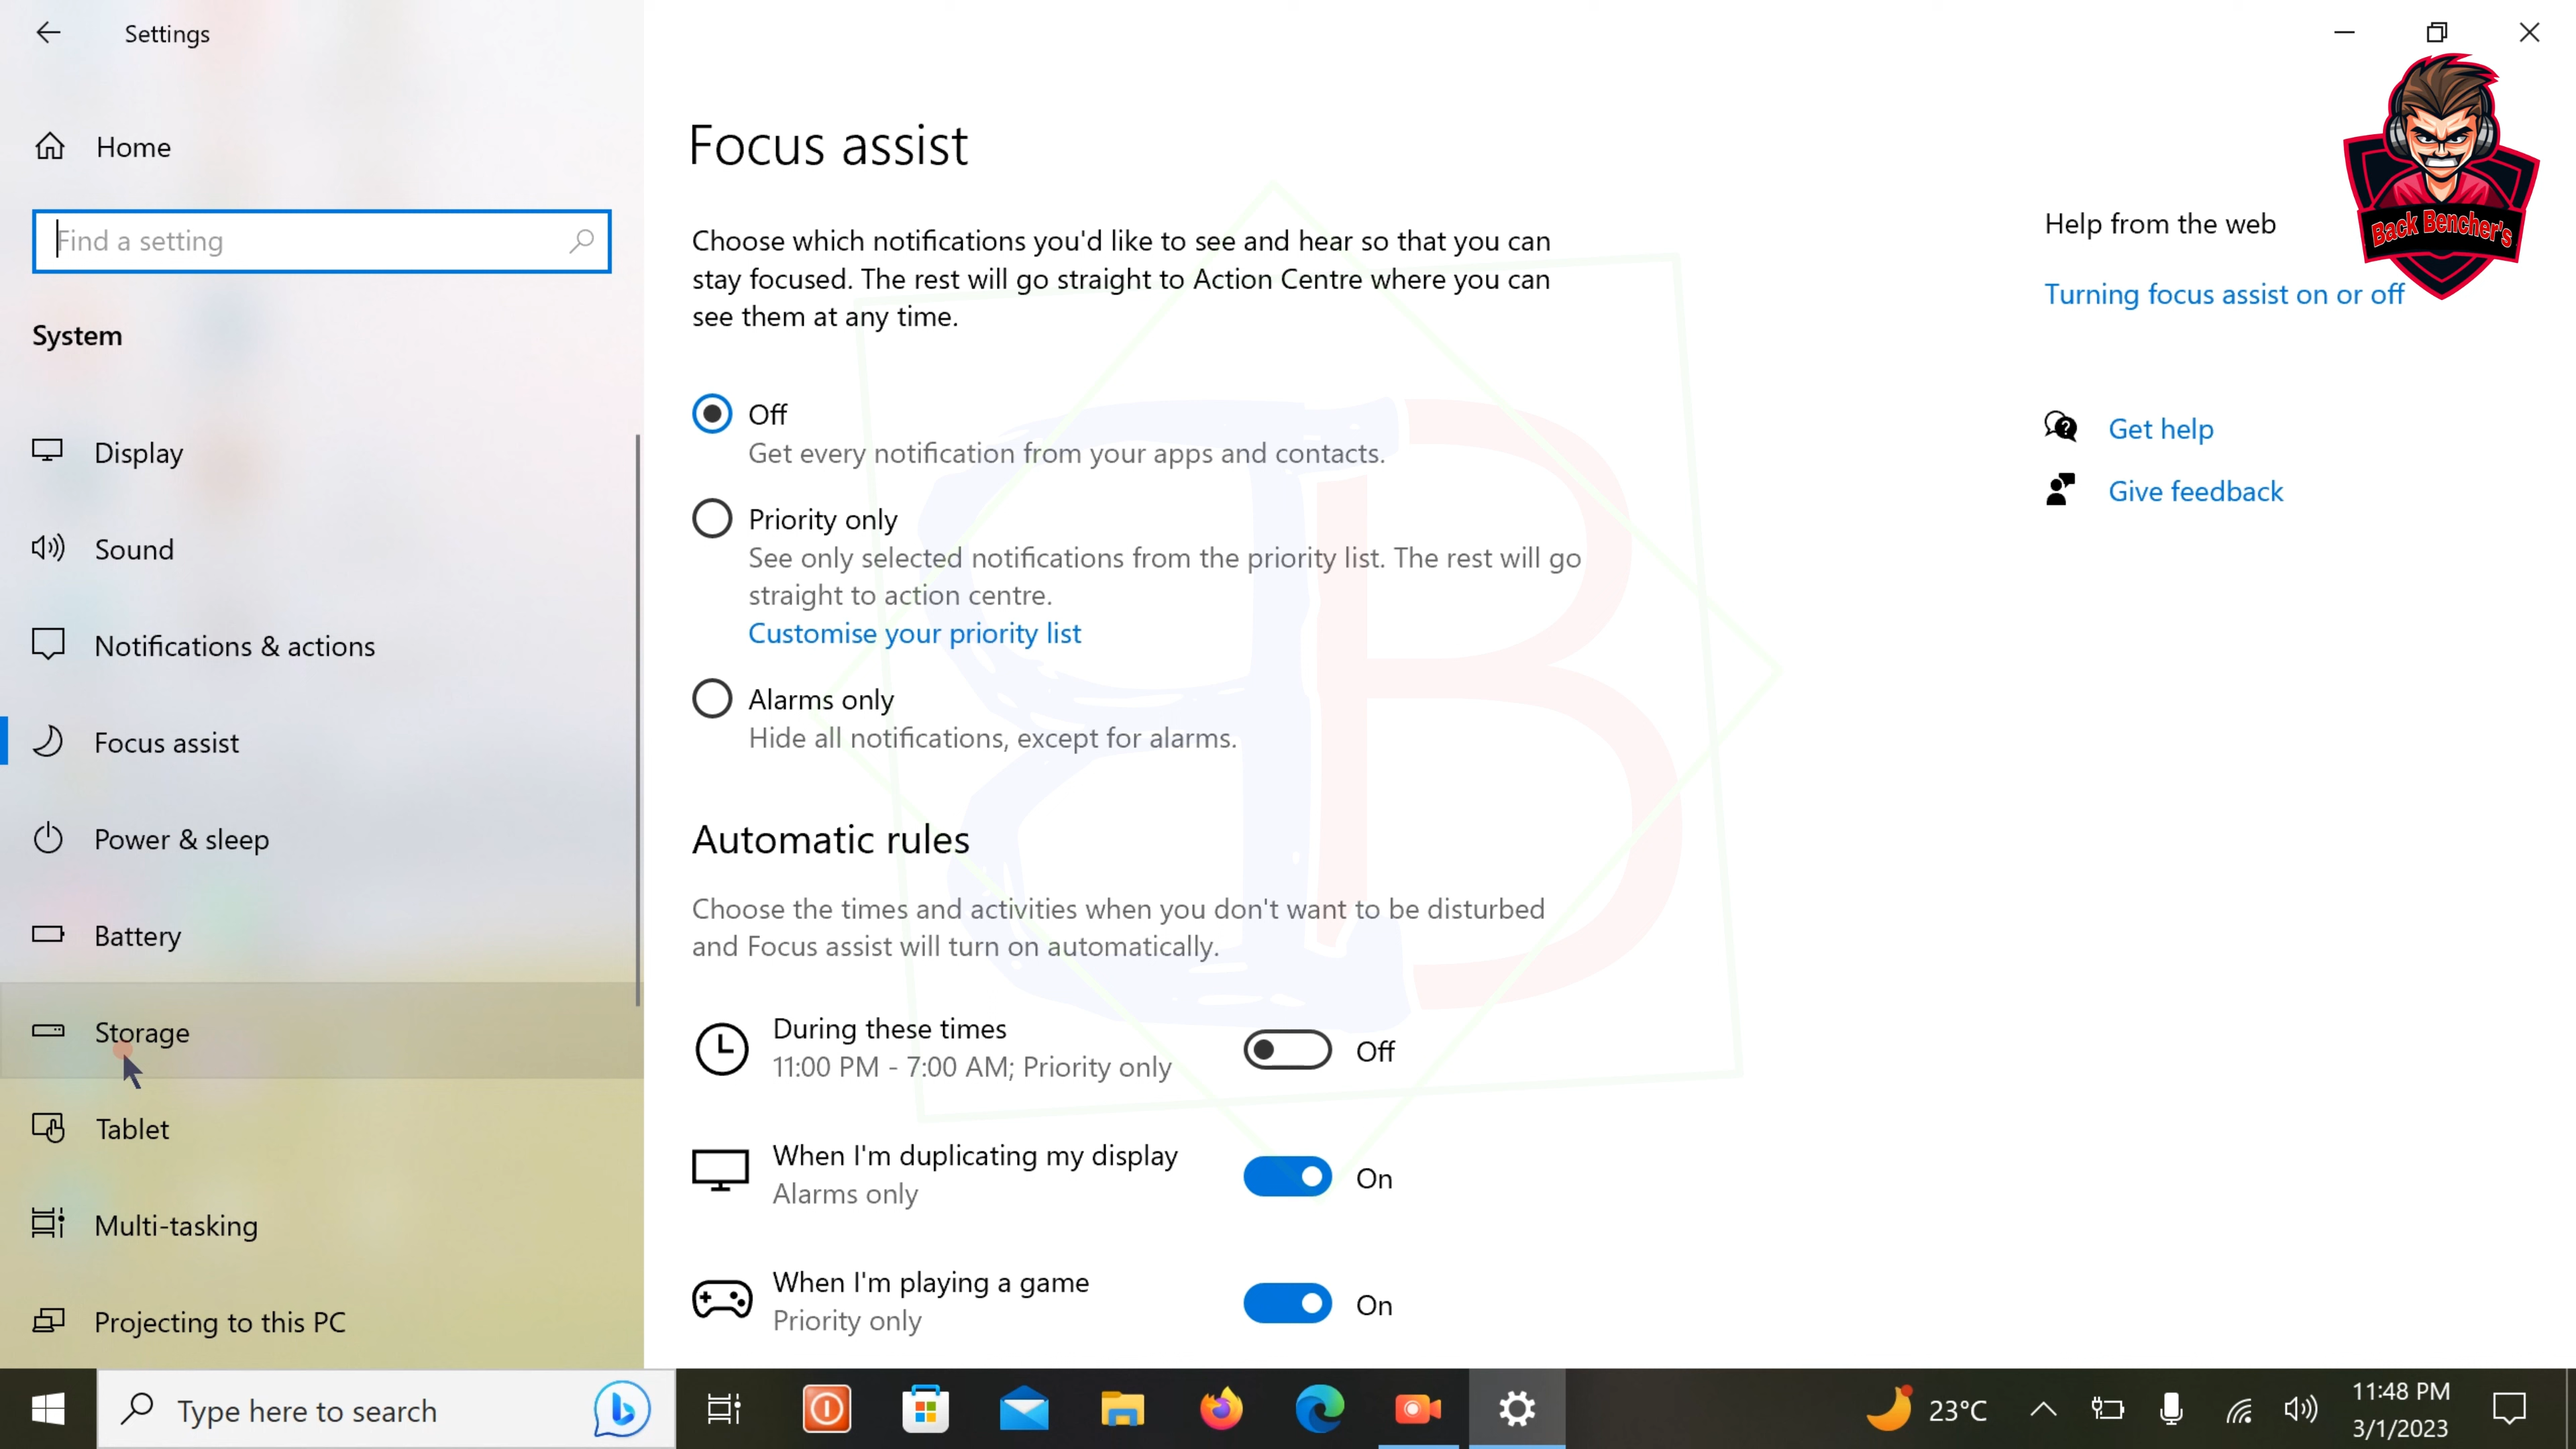 Settings
Home
Find a setting
System
Display
Sound
Notifications & actions
Focus assist
Power & sleep
Battery
Storage
Tablet
Multi-tasking
Projecting to this PC
Focus assist
Choose which notifications you'd like to see and hear so that you can
stay focused. The rest will go straight to Action Centre where you can
see them at any time.
Off
Get every notification from your apps and contacts.
Priority only
See only selected notifications from the priority list. The rest will go
straight to action centre.
Customise your priority list
Alarms only
Hide all notifications, except for alarms.
Automatic rules
Choose the times and activities when you don't want to be disturbed
and Focus assist will turn on automatically.
During these times
11:00 PM - 7:00 AM; Priority only
Off
When I'm duplicating my display
Alarms only
On
When I'm playing a game
Priority only
On
Back Bencher's
Help from the web
Turning focus assist on or off
Get help
Give feedback
B
Type here to search
23°C
11:48 PM
3/1/2023